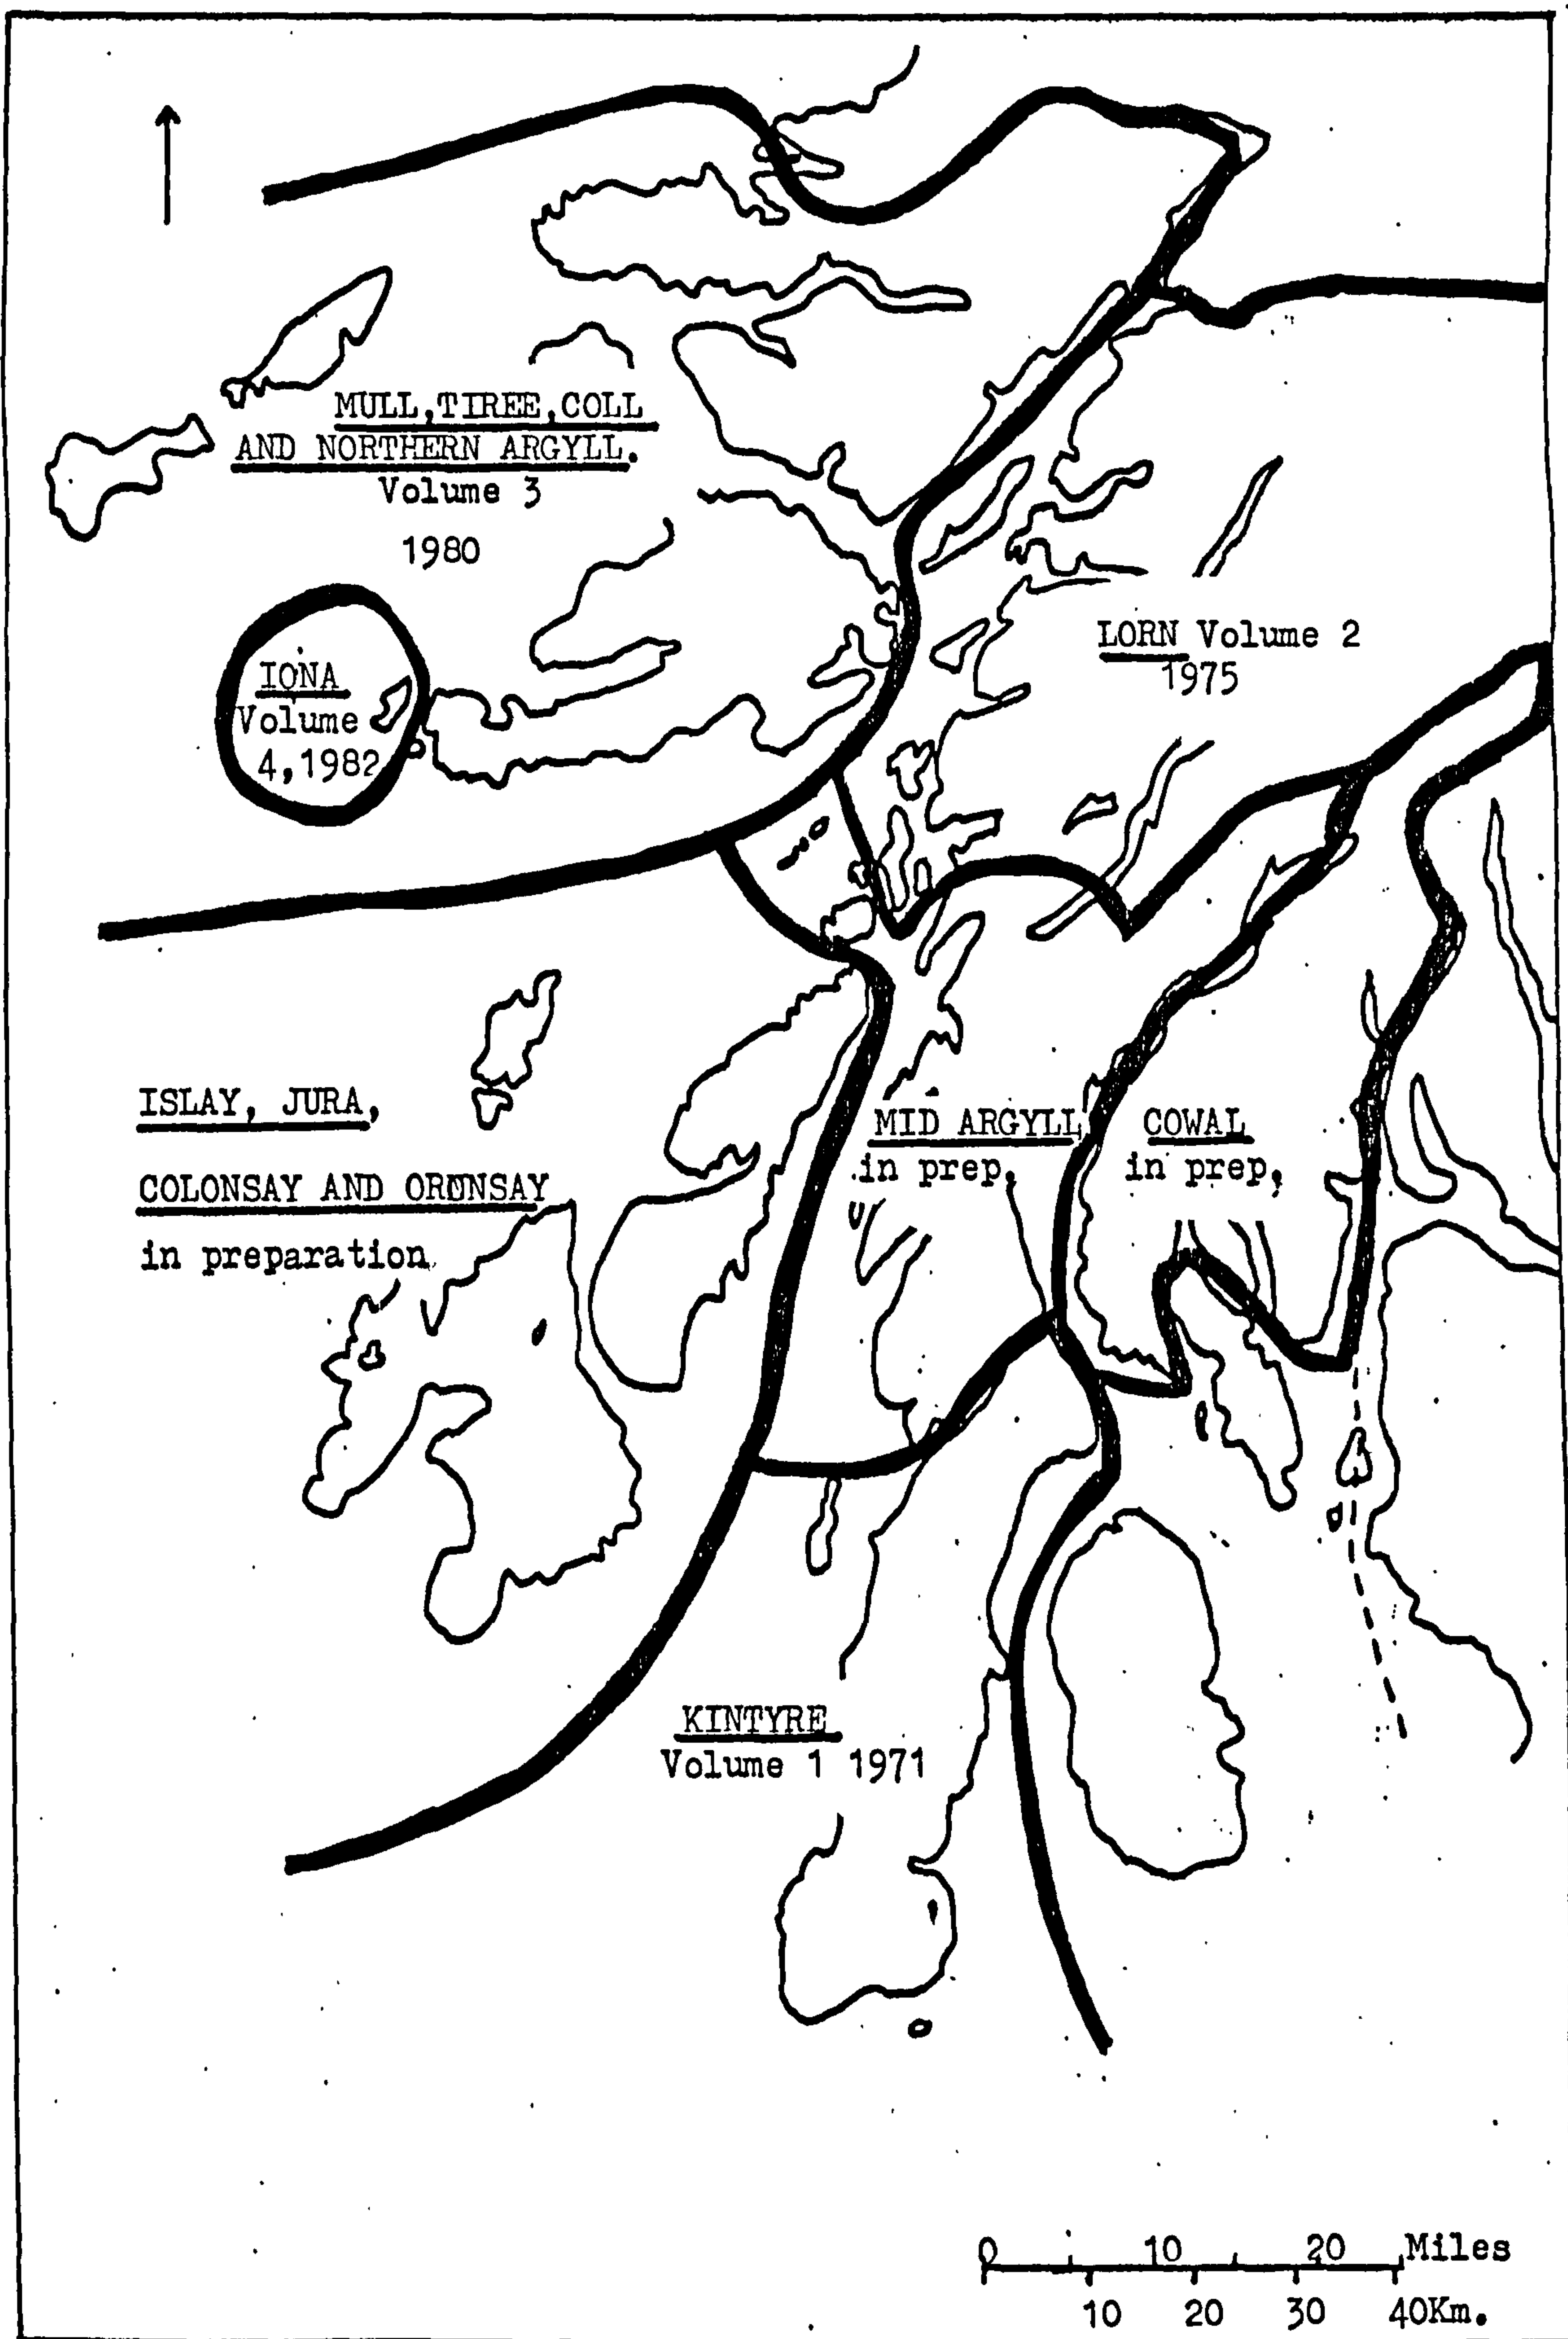 MULL,TIREE,COLL
AND NORTHERN ARGYLL.
Volume 3
1980
IONA
Volume
4,1982
LORN Volume 2
1975
ISLAY, JURA,
COLONSAY AND ORONSAY
in preparation
MID ARGYLL
in prep,
COWAL
in prep,
KINTYRE
Volume 1 1971
0 10 20 Miles
10 20 30 40Km.